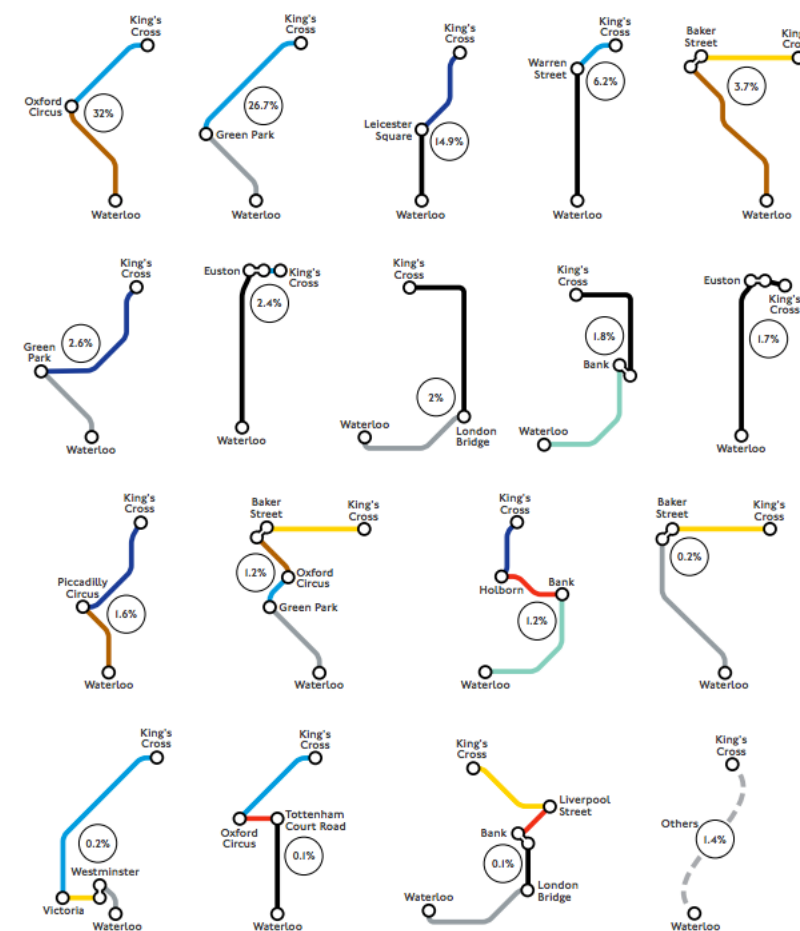 King's
Cross
Oxford
Circus
32%
Waterloo
King's
Cross
26.7%
Green Park
Waterloo
King's
Cross
Leicester
Square
14.9%
Waterloo
King's
Cross
Warren
Street
6.2%
Waterloo
Baker
Street
King
Cro
3.7%
Waterloo
King's
Cross
Green
Park
2.6%
Waterloo
Euston
King's
Cross
2.4%
Waterloo
King's
Cross
2%
Waterloo
London
Bridge
King's
Cross
1.8%
Bank
Waterloo
Euston
King's
Cross
1.7%
Waterloo
King's
Cross
Piccadilly
Circus
1.6%
Waterloo
Baker
Street
King's
Cross
1.2%
Oxford
Circus
Green Park
Waterloo
King's
Cross
Holborn
Bank
1.2%
Waterloo
Baker
Street
King's
Cross
0.2%
Waterloo
King's
Cross
0.2%
Westminster
Victoria
Waterloo
King's
Cross
Oxford
Circus
Tottenham
Court Road
0.1%
Waterloo
King's
Cross
Liverpool
Street
Bank
0.1%
London
Bridge
Waterloo
King's
Cross
Others
1.4%
Waterloo